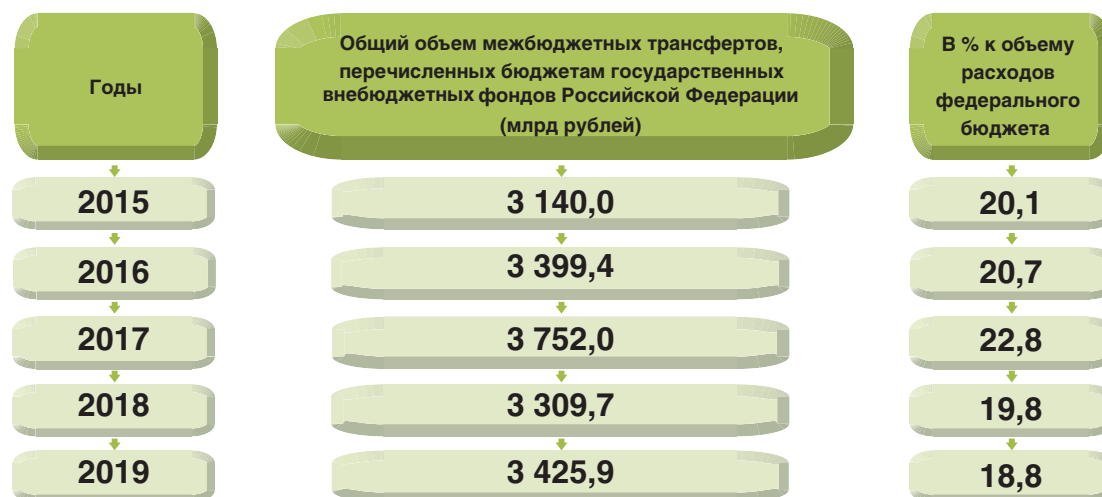 Годы
Общий объем межбюджетных трансфертов,
перечисленных бюджетам государственных
внебюджетных фондов Российской Федерации
(млрд рублей)
В % к объему
расходов
федерального
бюджета
2015
3 140,0
20,1
2016
3 399,4
20,7
2017
3 752,0
22,8
2018
3 309,7
19,8
2019
3 425,9
18,8